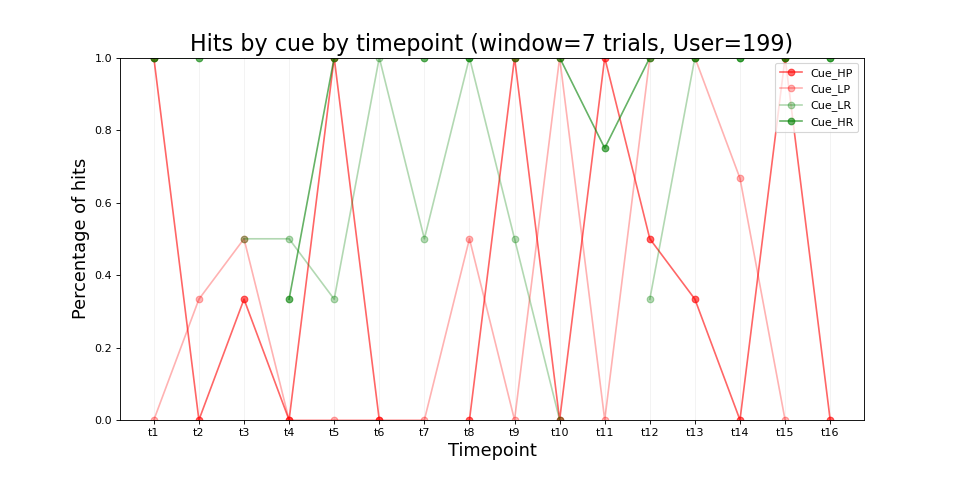 Hits by cue by timepoint (window=7 trials, User=199)
Percentage of hits
1.0
0.8
0.6
0.4
0.2
0.0
Cue_HP
Cue_LP
Cue_LR
Cue_HR
t1 t2 t3 t4 t5 t6 t7 t8 t9 t10 t11 t12 t13 t14 t15 t16
Timepoint